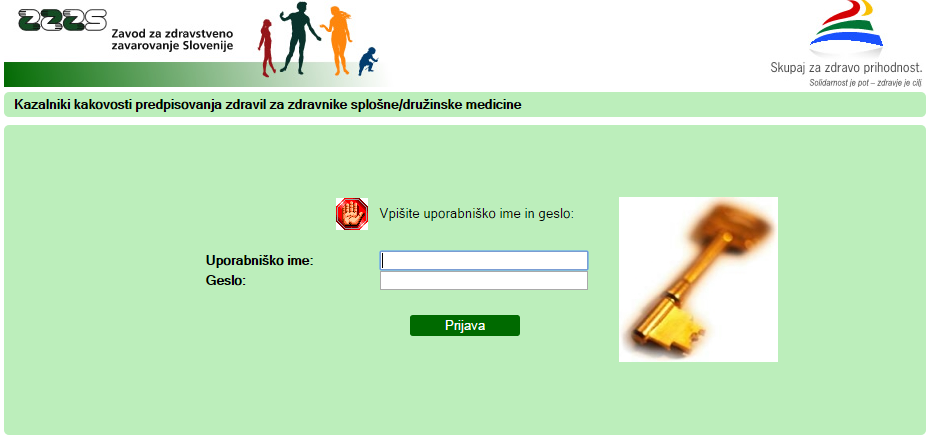 ZZZS
Zavod za zdravstveno
zavarovanje Slovenije
Skupaj za zdravo prihodnost.
Solidarnost je pot – zdravje je cilj
Kazalniki kakovosti predpisovanja zdravil za zdravnike splošne/družinske medicine
Vpišite uporabniško ime in geslo:
Uporabniško ime:
Geslo:
Prijava